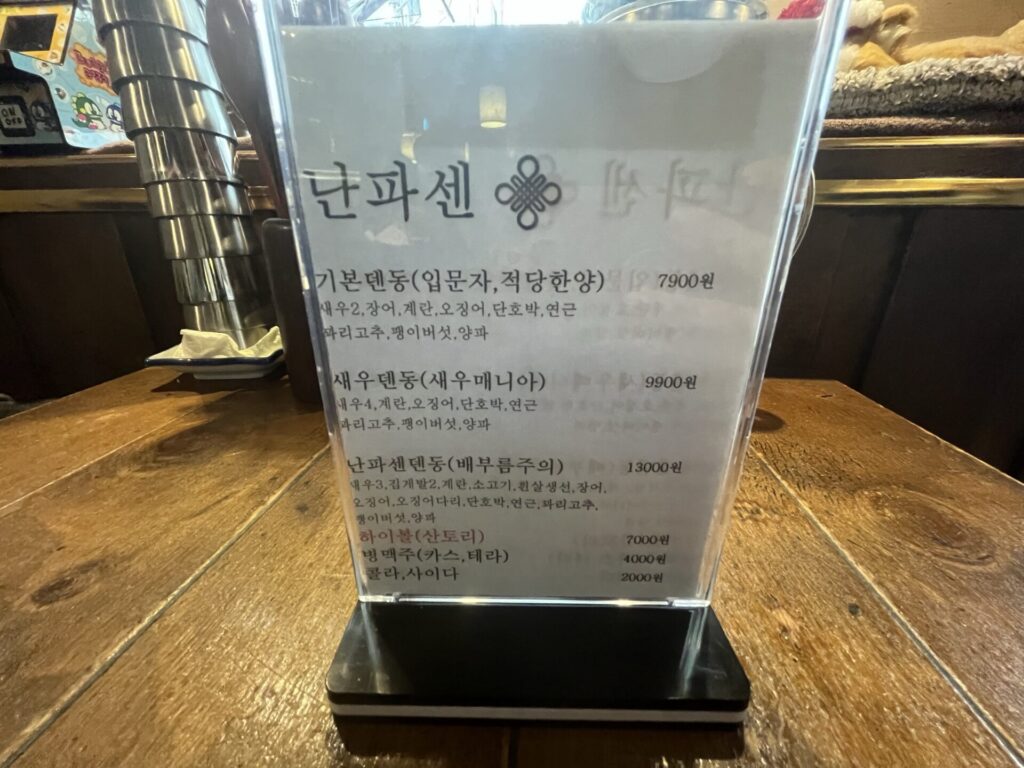 난파센
기본덴동(입문자,적당한양) 7900원
새우2,장어,계란,오징어,단호박,연근
꽈리고추,팽이버섯,양파
새우덴동(새우매니아) 9900원
새우4,계란,오징어,단호박,연근
꽈리고추,팽이버섯,양파
난파센텐동(배부름주의) 13000원
새우3,집게발2,계란,소고기,흰살생선,장어,
오징어,오징어다리,단호박,연근,꽈리고추,
팽이버섯,양파
하이볼(산토리) 7000원
병맥주(카스,테라) 4000원
콜라,사이다 2000원
ON
OFF